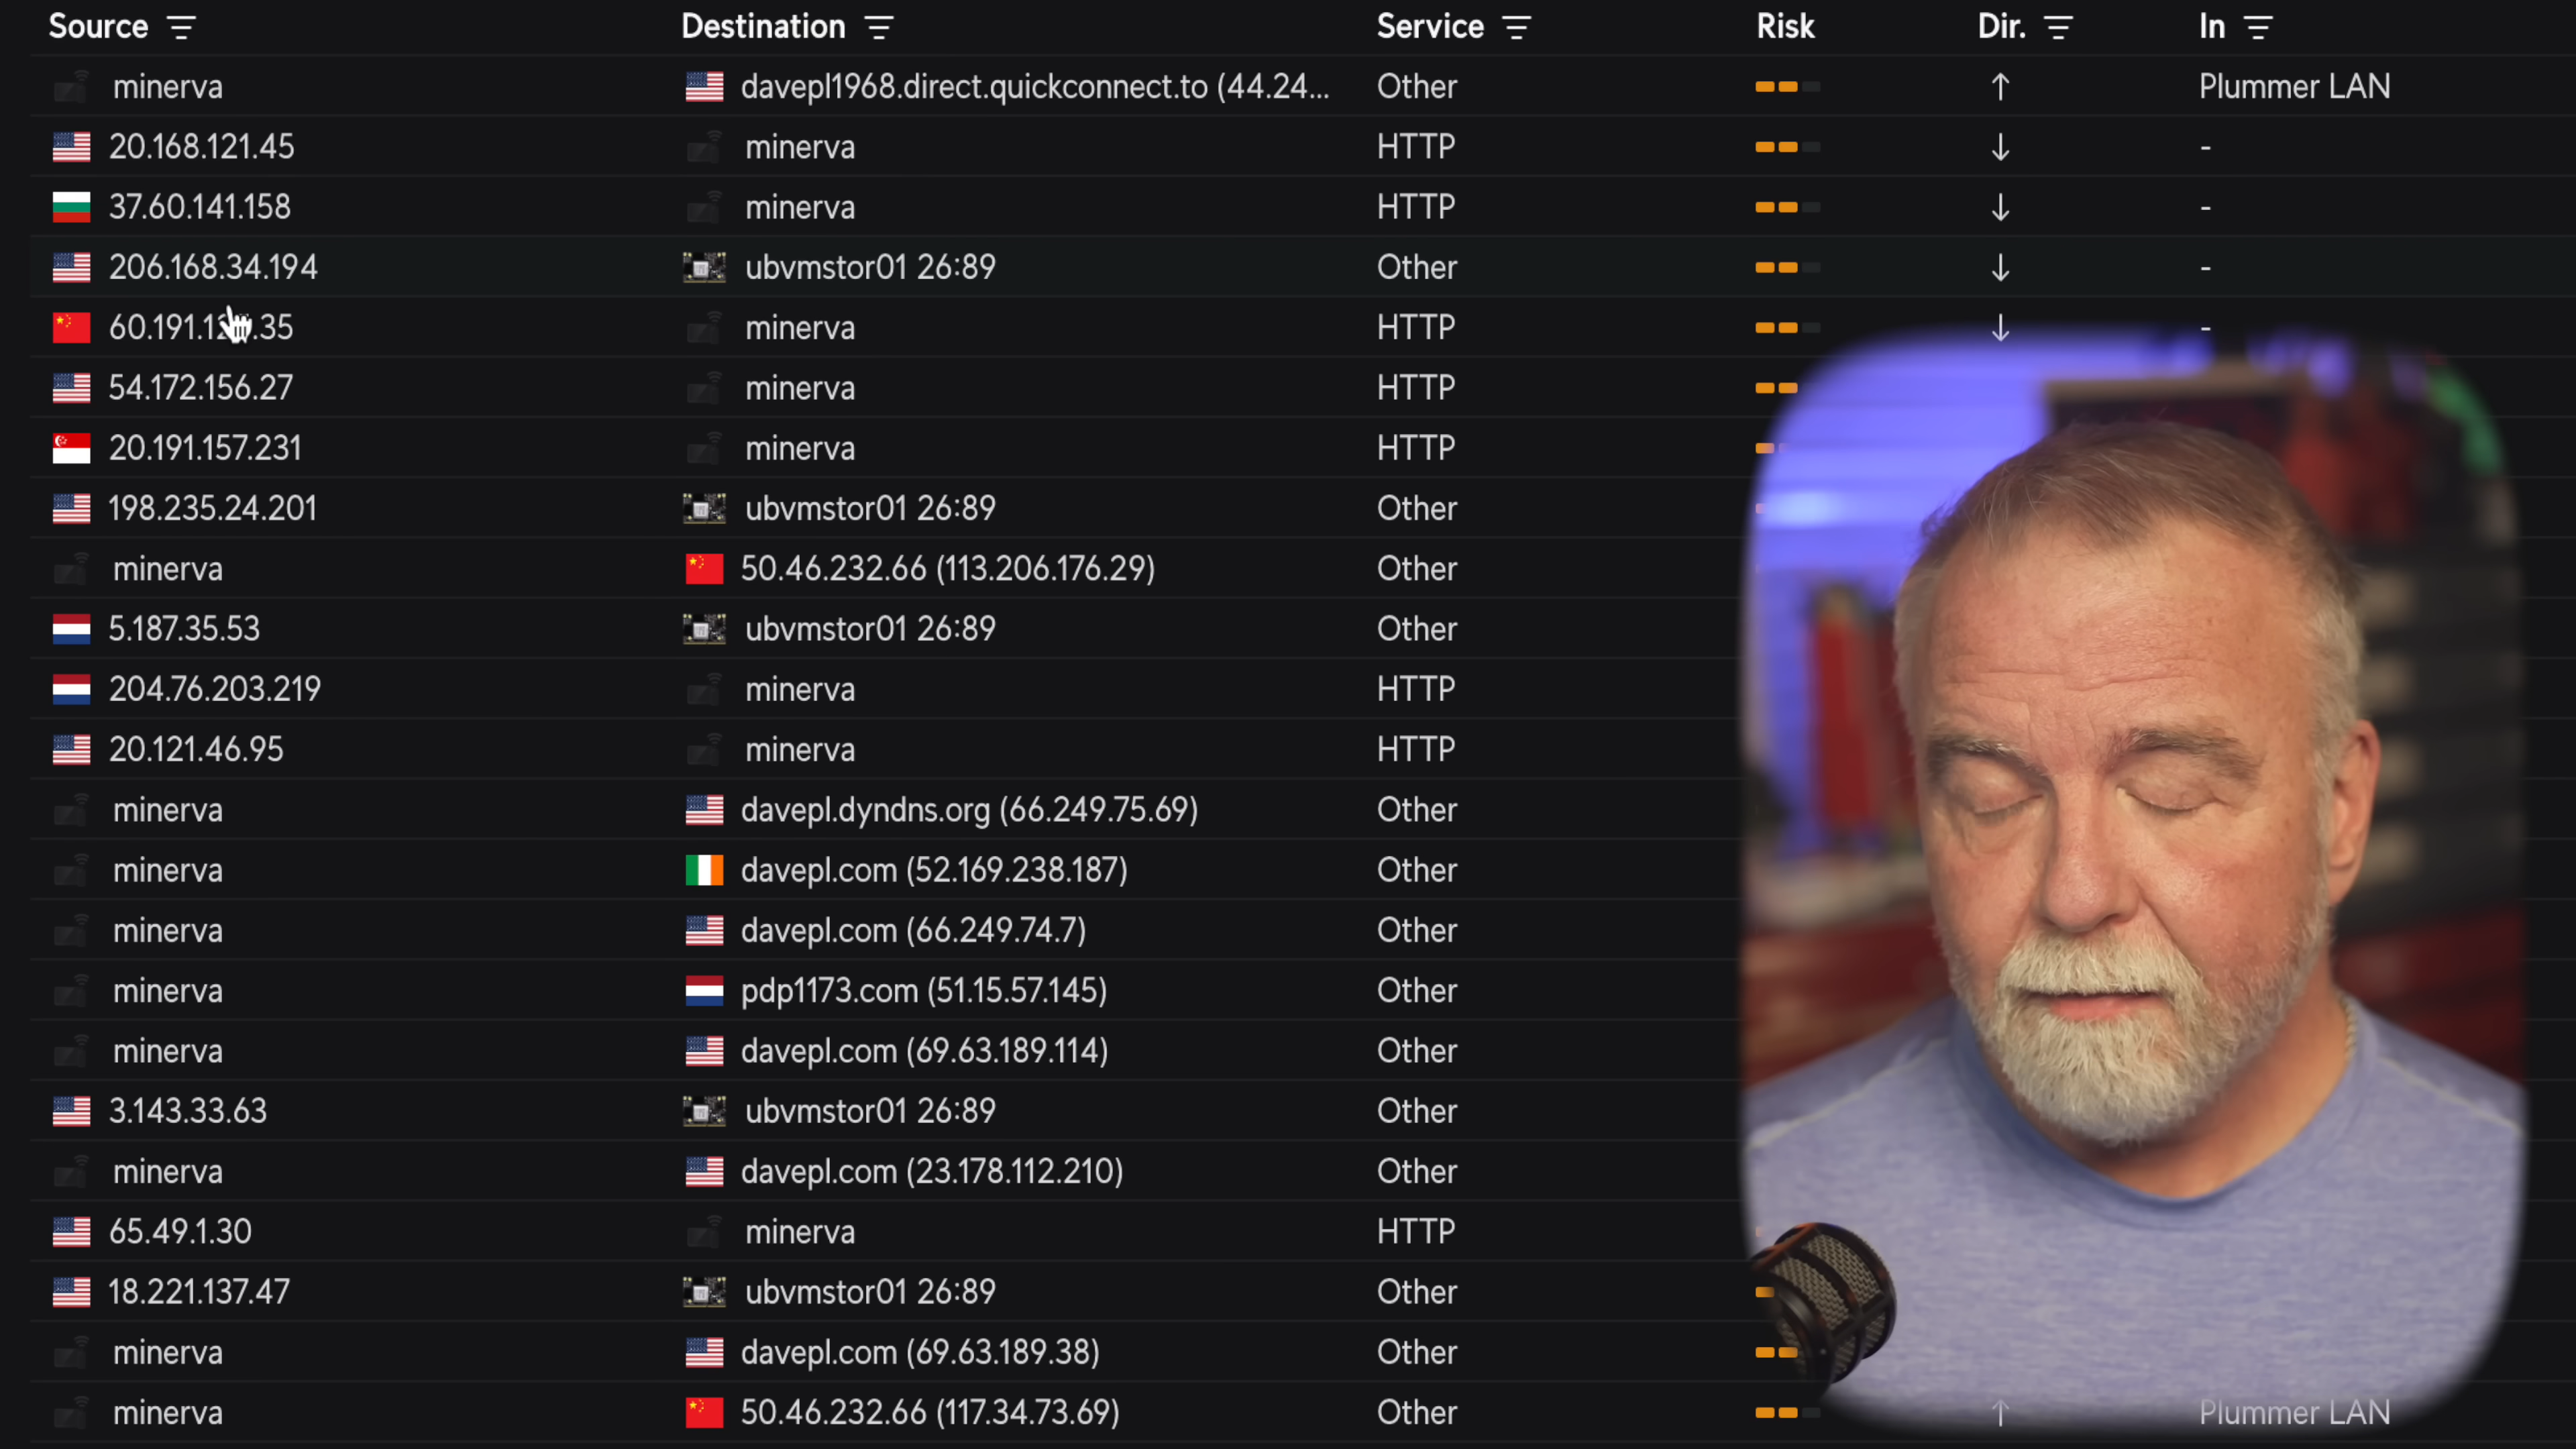 Source Destination Service Risk Dir. In
minerva davepl1968.direct.quickconnect.to (44.24... Other Plummer LAN
20.168.121.45 minerva HTTP -
37.60.141.158 minerva HTTP -
206.168.34.194 ubvmstor01 26:89 Other -
60.191.1 .35 minerva HTTP -
54.172.156.27 minerva HTTP
20.191.157.231 minerva HTTP
198.235.24.201 ubvmstor01 26:89 Other
minerva 50.46.232.66 (113.206.176.29) Other
5.187.35.53 ubvmstor01 26:89 Other
204.76.203.219 minerva HTTP
20.121.46.95 minerva HTTP
minerva davepl.dyndns.org (66.249.75.69) Other
minerva davepl.com (52.169.238.187) Other
minerva davepl.com (66.249.74.7) Other
minerva pdp1173.com (51.15.57.145) Other
minerva davepl.com (69.63.189.114) Other
3.143.33.63 ubvmstor01 26:89 Other
minerva davepl.com (23.178.112.210) Other
65.49.1.30 minerva HTTP
18.221.137.47 ubvmstor01 26:89 Other
minerva davepl.com (69.63.189.38) Other
minerva 50.46.232.66 (117.34.73.69) Other Plummer LAN